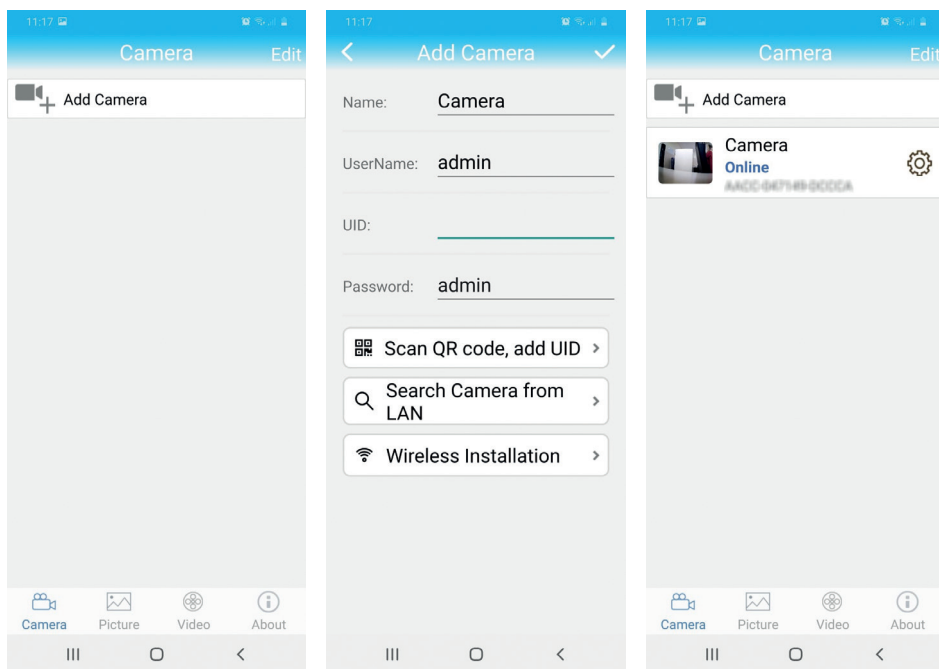 11:17
Camera
Edit
Add Camera
Camera
Picture
Video
About
11:17
Add Camera
Name:
Camera
UserName:
admin
UID:
Password:
admin
Scan QR code, add UID
Search Camera from
LAN
Wireless Installation
11:17
Camera
Edit
Add Camera
Camera
Online
Camera
Picture
Video
About